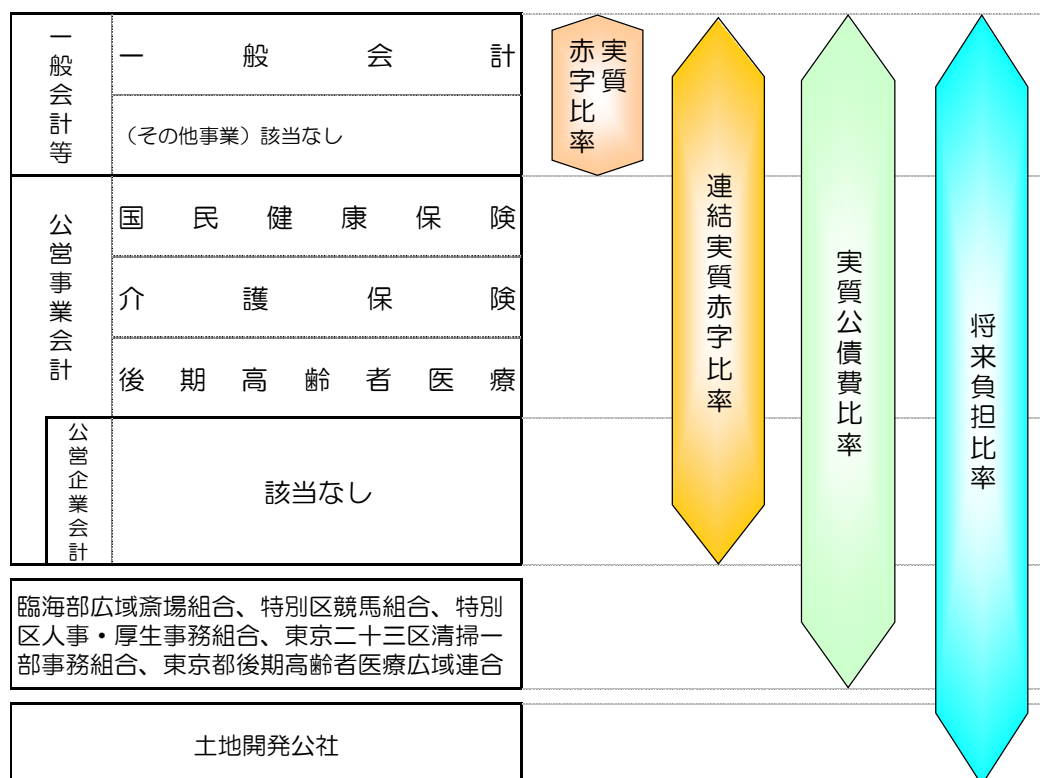 一般会計等
一般会計
（その他事業）該当なし
公営事業会計
国民健康保険
介護保険
後期高齢者医療
公営企業会計
該当なし
臨海部広域斎場組合、特別区競馬組合、特別
区人事・厚生事務組合、東京二十三区清掃一
部事務組合、東京都後期高齢者医療広域連合
土地開発公社
実質
赤字比率
連結実質赤字比率
実質公債費比率
将来負担比率